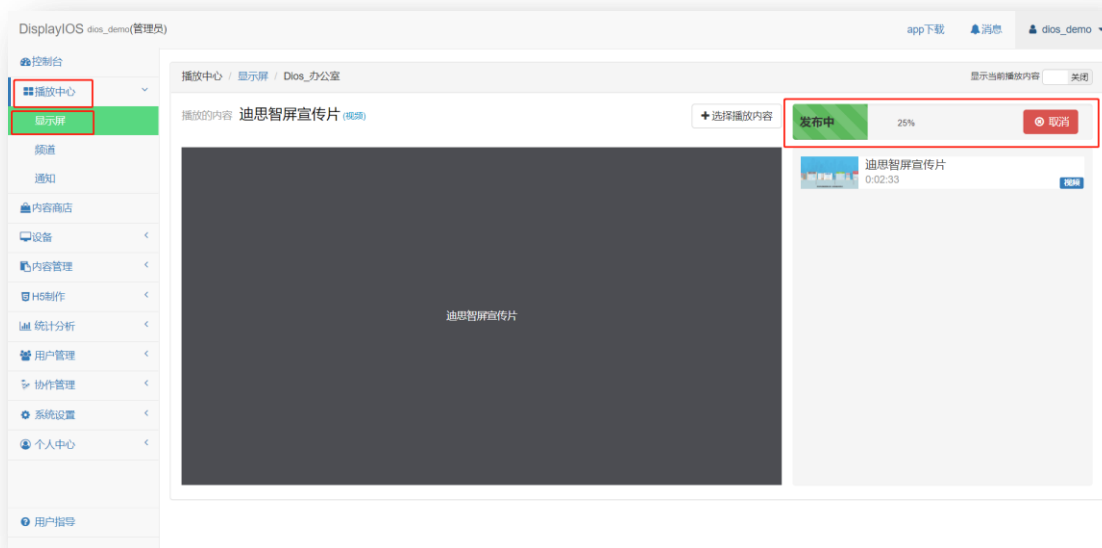 DisplayIOS dios_demo(管理员)
app下载
消息
dios_demo
控制台
播放中心
显示屏
频道
通知
内容商店
设备
内容管理
H5制作
统计分析
用户管理
协作管理
系统设置
个人中心
用户指导
播放中心 / 显示屏 / Dios_办公室
显示当前播放内容 关闭
播放的内容 迪思智屏宣传片 (视频)
+选择播放内容
发布中 25% 取消
迪思智屏宣传片
0:02:33
视频
迪思智屏宣传片